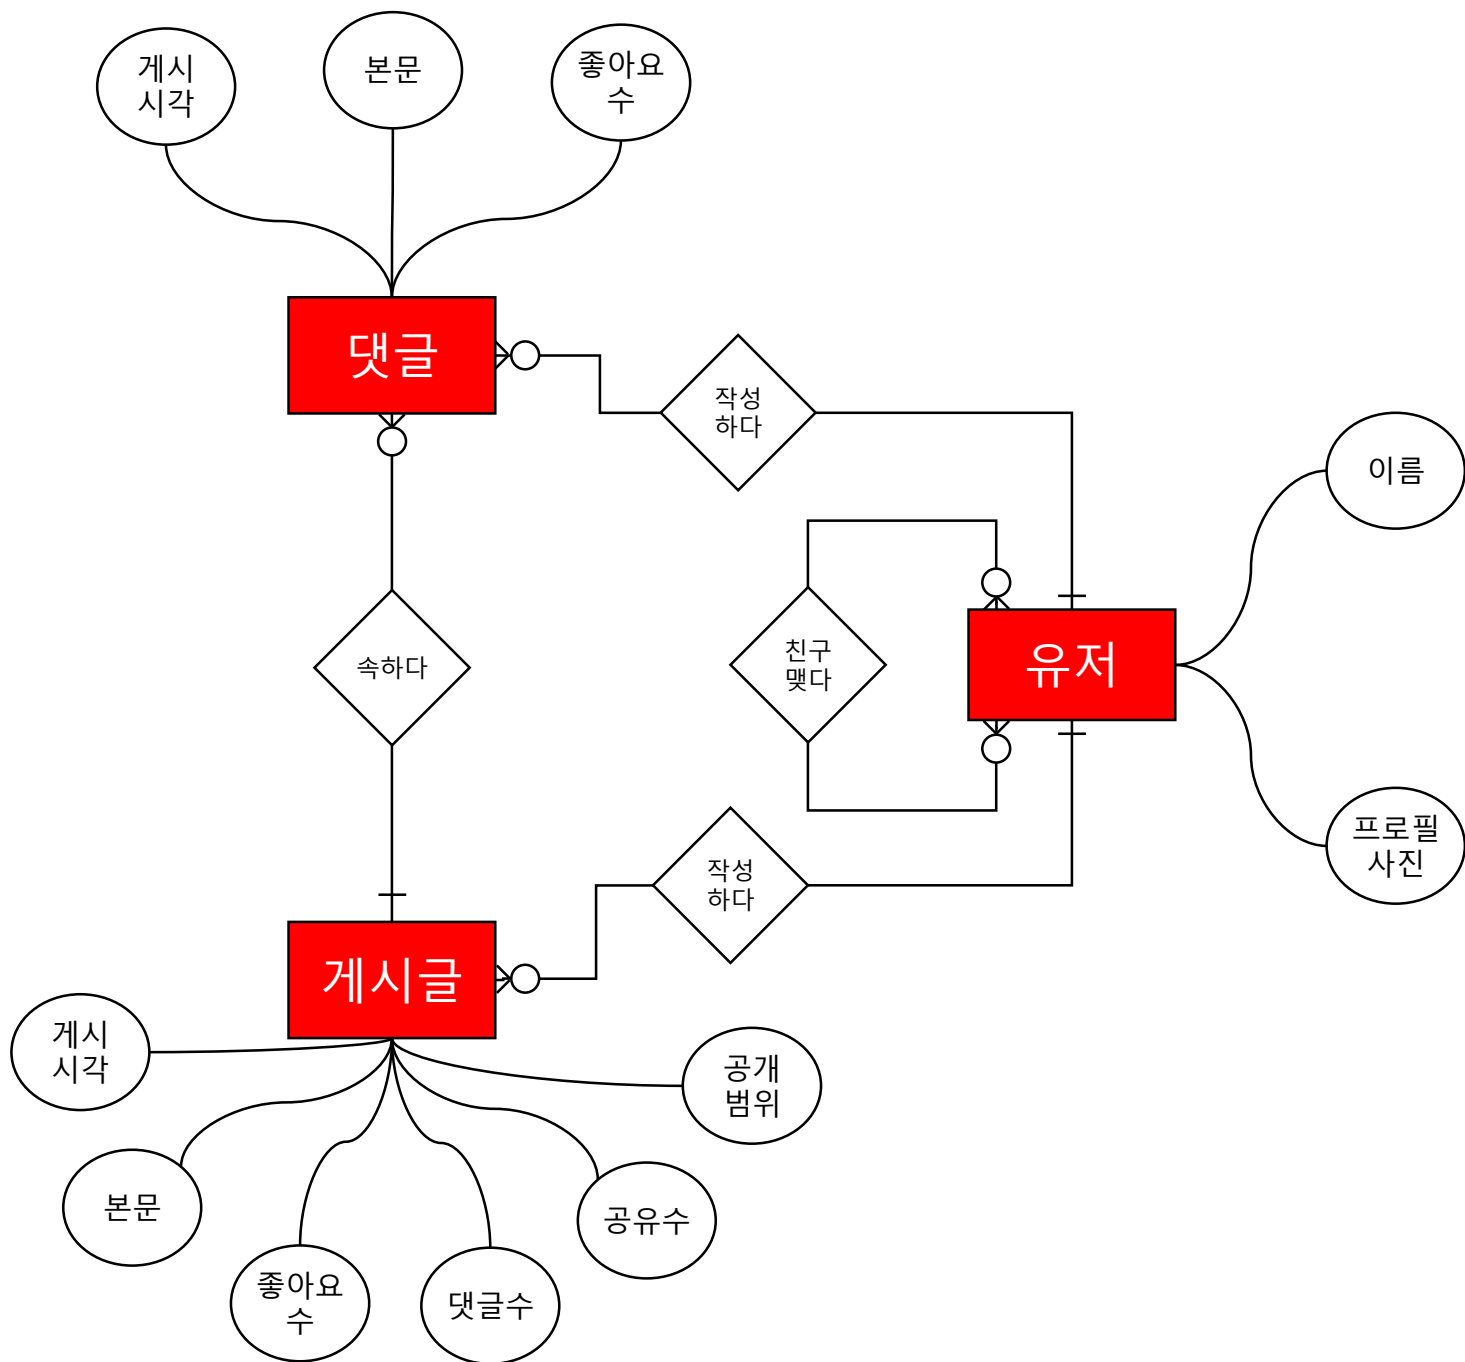 게시
시각
본문
좋아요
수
댓글
작성
하다
이름
친구
맺다
유저
속하다
프로필
사진
작성
하다
게시글
게시
시각
공개
범위
본문
공유수
좋아요
수
댓글수